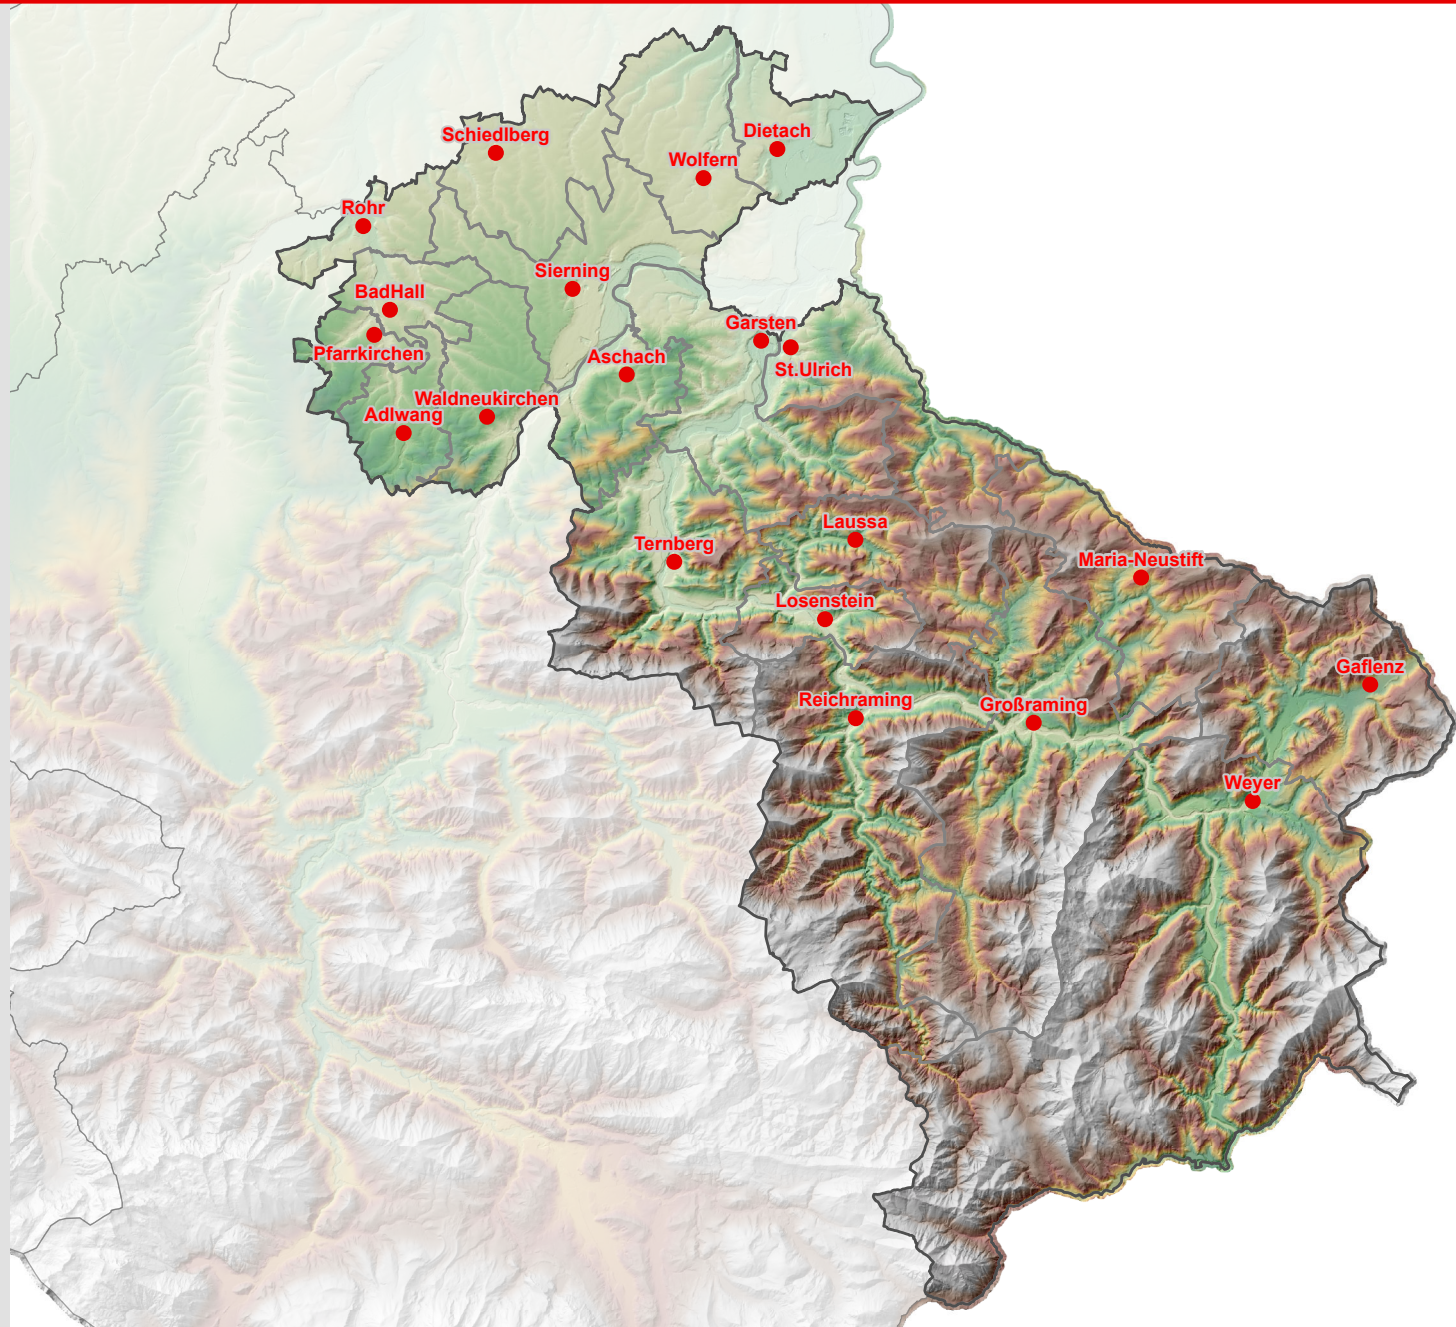 Schiedlberg
Dietach
Wolfern
Rohr
Sierning
BadHall
Garsten
Pfarrkirchen
Aschach
St.Ulrich
Waldneukirchen
Adlwang
Laussa
Ternberg
Maria-Neustift
Losenstein
Gaflenz
Reichraming
Großraming
Weyer